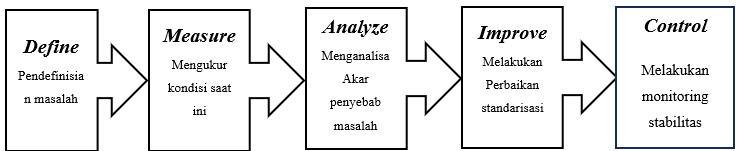 Define
Pendefinisia
n masalah
Measure
Mengukur
kondisi saat
ini
Analyze
Menganalisa
Akar
penyebab
masalah
Improve
Melakukan
Perbaikan
standarisasi
Control
Melakukan
monitoring
stabilitas